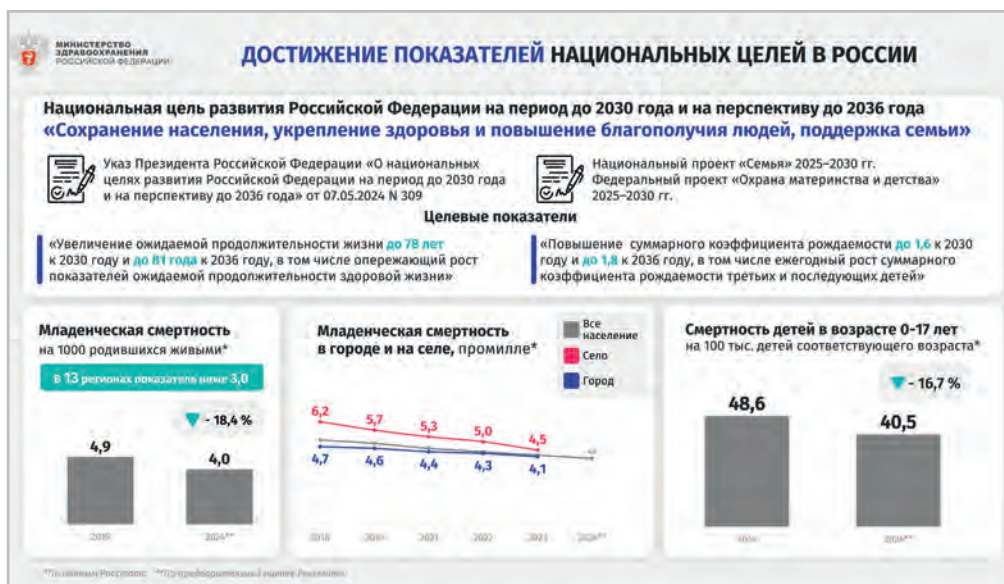 МИНИСТЕРСТВО
ЗДРАВООХРАНЕНИЯ
РОССИЙСКОЙ ФЕДЕРАЦИИ
ДОСТИЖЕНИЕ ПОКАЗАТЕЛЕЙ НАЦИОНАЛЬНЫХ ЦЕЛЕЙ В РОССИИ
Национальная цель развития Российской Федерации на период до 2030 года и на перспективу до 2036 года
«Сохранение населения, укрепление здоровья и повышение благополучия людей, поддержка семьи»
Указ Президента Российской Федерации «О национальных
целях развития Российской Федерации на период до 2030 года
и на перспективу до 2036 года» от 07.05.2024 N 309
Национальный проект «Семья» 2025–2030 гг.
Федеральный проект «Охрана материнства и детства»
2025–2030 гг.
Целевые показатели
«Увеличение ожидаемой продолжительности жизни до 78 лет
к 2030 году и до 81 года к 2036 году, в том числе опережающий рост
показателей ожидаемой продолжительности здоровой жизни»
«Повышение суммарного коэффициента рождаемости до 1,6 к 2030
году и до 1,8 к 2036 году, в том числе ежегодный рост суммарного
коэффициента рождаемости третьих и последующих детей»
Младенческая смертность
на 1000 родившихся живыми*
В 13 регионах показатель ниже 3,0
- 18,4 %
4,9
4,0
2019
2024**
Младенческая смертность
в городе и на селе, промилле*
Все
население
Село
Город
6,2
5,7
5,3
5,0
4,5
4,7
4,6
4,4
4,3
4,1
2021
2022
2023
2024**
Смертность детей в возрасте 0-17 лет
на 100 тыс. детей соответствующего возраста*
- 16,7 %
48,6
40,5
2024**